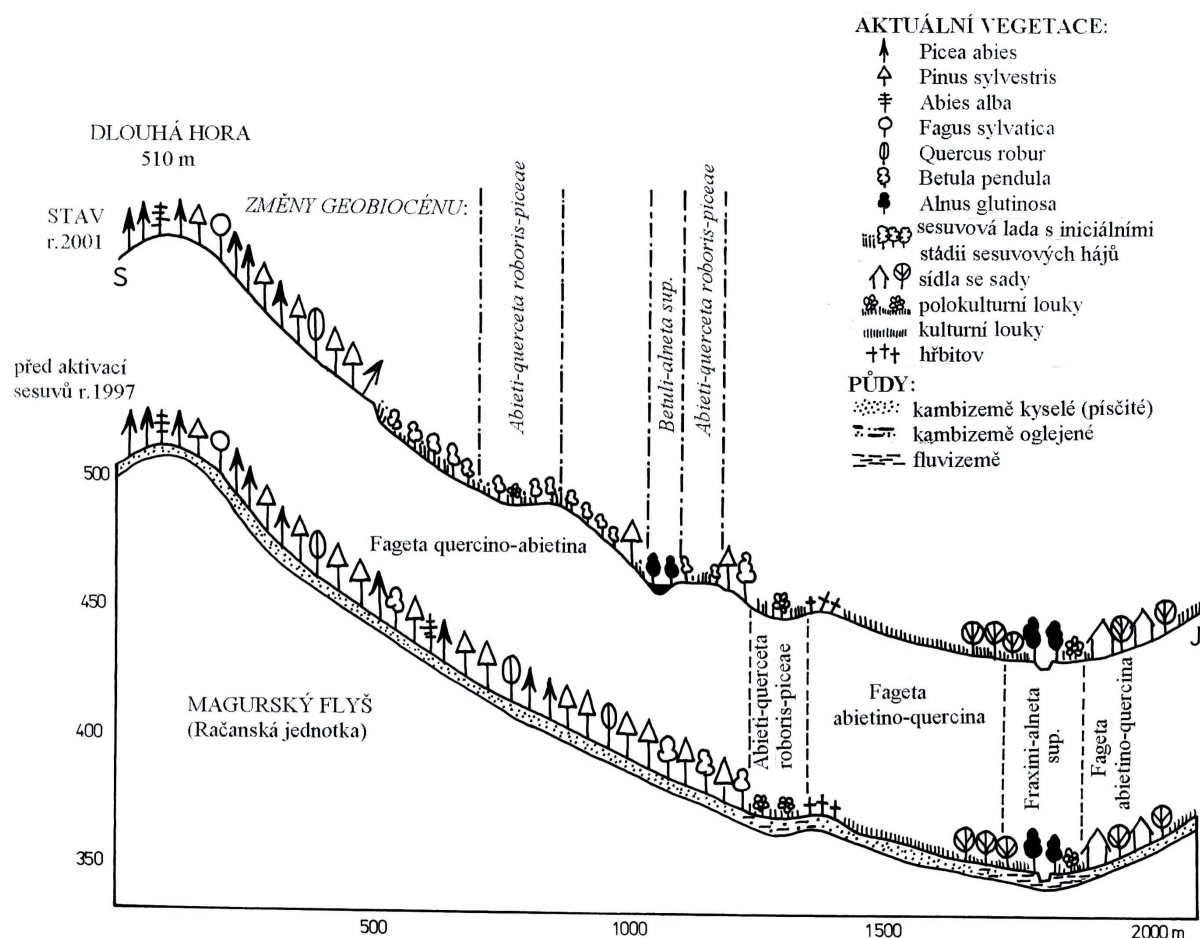 AKTUÁLNÍ VEGETACE:
Picea abies
Pinus sylvestris
Abies alba
Fagus sylvatica
Quercus robur
Betula pendula
Alnus glutinosa
sesuvová lada s iniciálními
stádii sesuvových hájů
sídla se sady
polokulturní louky
kulturní louky
hřbitov
PŮDY:
kambizemě kyselé (písčité)
kambizemě oglejené
fluvizemě
DLOUHÁ HORA
510 m
STAV
r.2001
S
ZMĚNY GEOBIOCÉNU:
Abieti-querceta roboris-piceae
Betuli-alneta sup.
Abieti-querceta roboris-piceae
před aktivací
sesuvů r.1997
Fageta quercino-abietina
J
MAGURSKÝ FLYŠ
(Račanská jednotka)
Abieti-querceta
roboris-piceae
Fageta
abietino-quercina
Fraxini-alneta
sup.
Fageta
abietino-quercina
500
450
400
350
500
1000
1500
2000 m